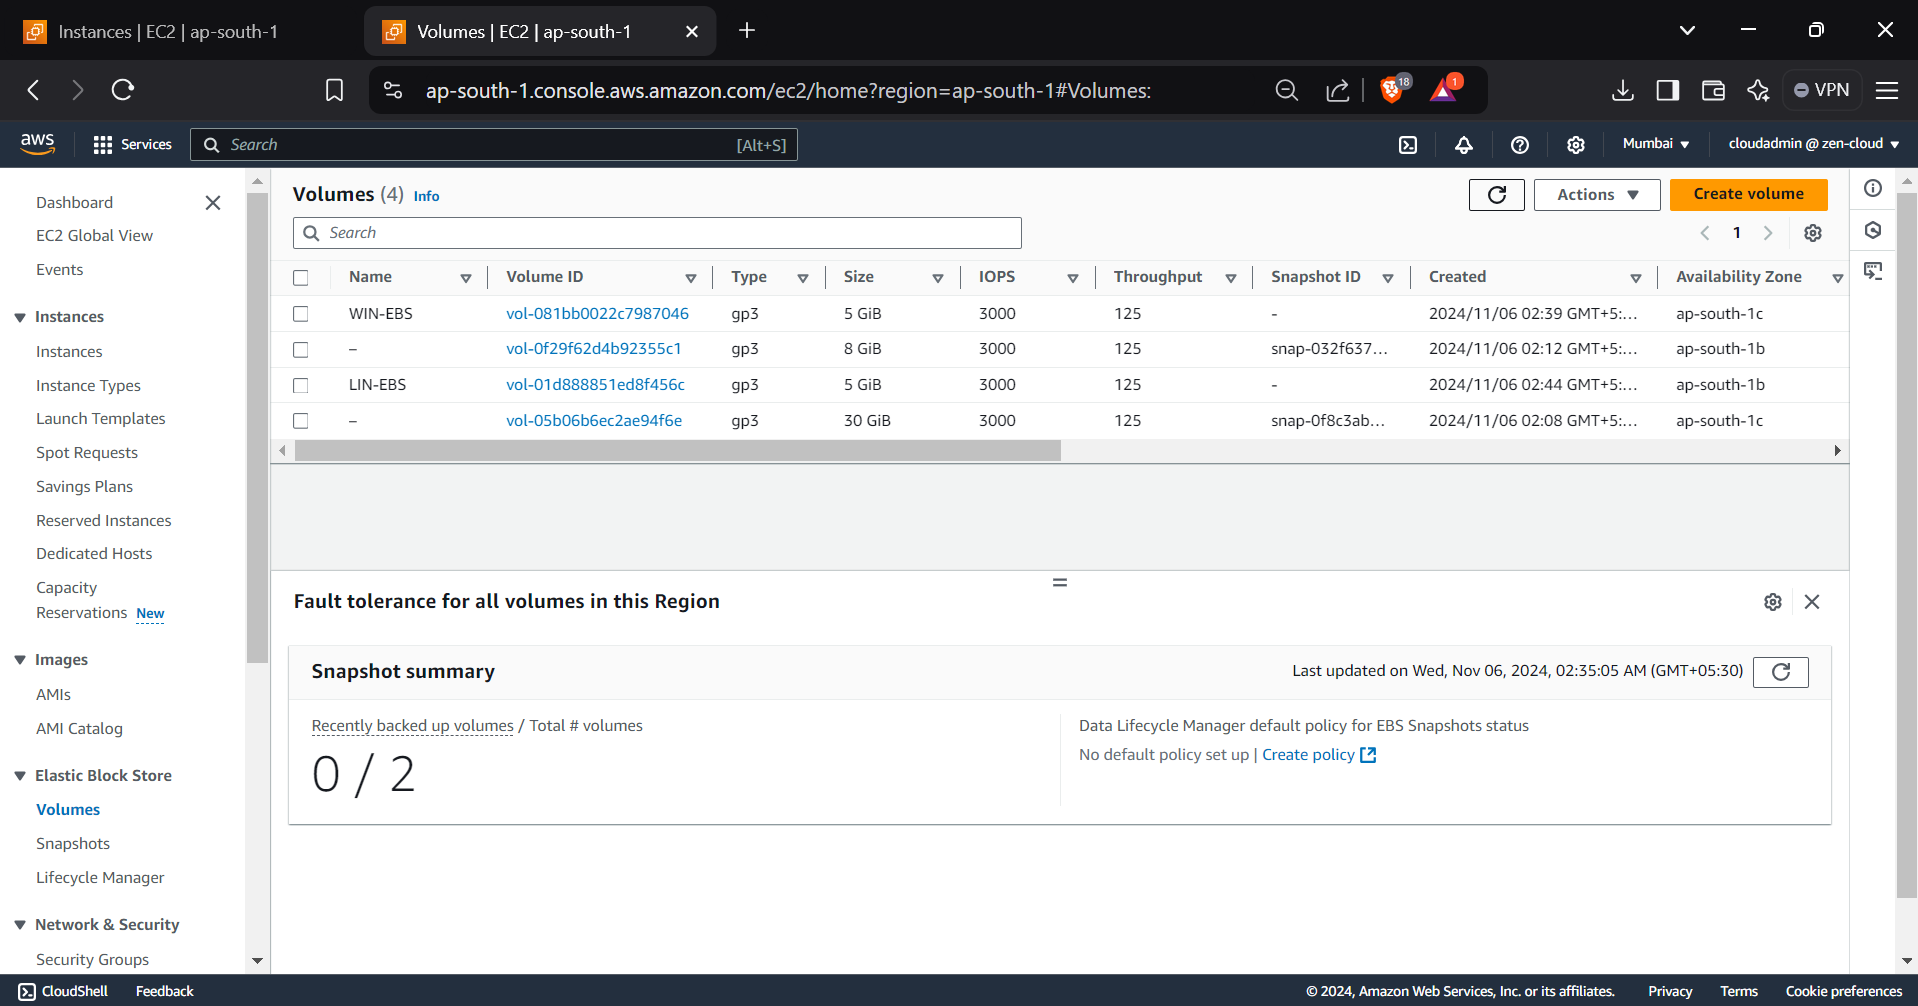 Instances | EC2 | ap-south-1
Volumes | EC2 | ap-south-1
ap-south-1.console.aws.amazon.com/ec2/home?region=ap-south-1#Volumes:
18
1
VPN
aws
Services
Search
[Alt+S]
Mumbai
cloudadmin @ zen-cloud
Dashboard
EC2 Global View
Events
Instances
Instances
Instance Types
Launch Templates
Spot Requests
Savings Plans
Reserved Instances
Dedicated Hosts
Capacity
Reservations New
Images
AMIs
AMI Catalog
Elastic Block Store
Volumes
Snapshots
Lifecycle Manager
Network & Security
Security Groups
Volumes (4) Info
Actions
Create volume
Search
1
Name Volume ID Type Size IOPS Throughput Snapshot ID Created Availability Zone
WIN-EBS vol-081bb0022c7987046 gp3 5 GiB 3000 125 - 2024/11/06 02:39 GMT+5:... ap-south-1c
– vol-0f29f62d4b92355c1 gp3 8 GiB 3000 125 snap-032f637... 2024/11/06 02:12 GMT+5:... ap-south-1b
LIN-EBS vol-01d888851ed8f456c gp3 5 GiB 3000 125 - 2024/11/06 02:44 GMT+5:... ap-south-1b
– vol-05b06b6ec2ae94f6e gp3 30 GiB 3000 125 snap-0f8c3ab... 2024/11/06 02:08 GMT+5:... ap-south-1c
Fault tolerance for all volumes in this Region
Snapshot summary
Last updated on Wed, Nov 06, 2024, 02:35:05 AM (GMT+05:30)
Recently backed up volumes / Total # volumes
0 / 2
Data Lifecycle Manager default policy for EBS Snapshots status
No default policy set up | Create policy
CloudShell
Feedback
© 2024, Amazon Web Services, Inc. or its affiliates.
Privacy
Terms
Cookie preferences